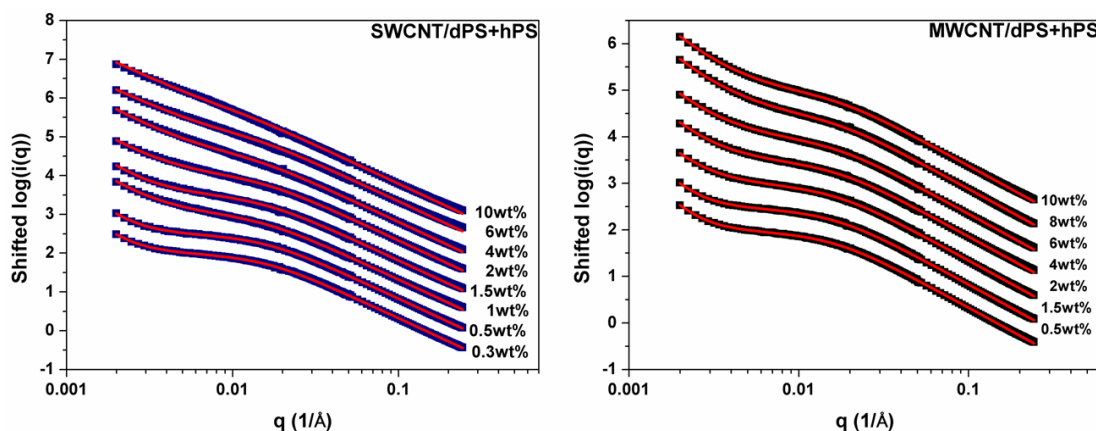 SWCNT/dPS+hPS
Shifted log(i(q))
8
7
6
5
4
3
2
1
0
-1
10wt%
6wt%
4wt%
2wt%
1.5wt%
1wt%
0.5wt%
0.3wt%
0.001
0.01
0.1
q (1/Å)
MWCNT/dPS+hPS
Shifted log(i(q))
6
5
4
3
2
1
0
-1
10wt%
8wt%
6wt%
4wt%
2wt%
1.5wt%
0.5wt%
0.001
0.01
0.1
q (1/Å)